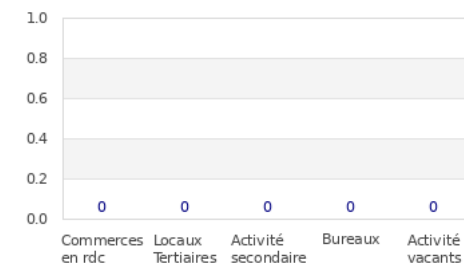 1.0
0.8
0.6
0.4
0.2
0.0
0 0 0 0 0
Commerces Locaux Activité Bureaux Activité
en rdc Tertiaires secondaire vacants